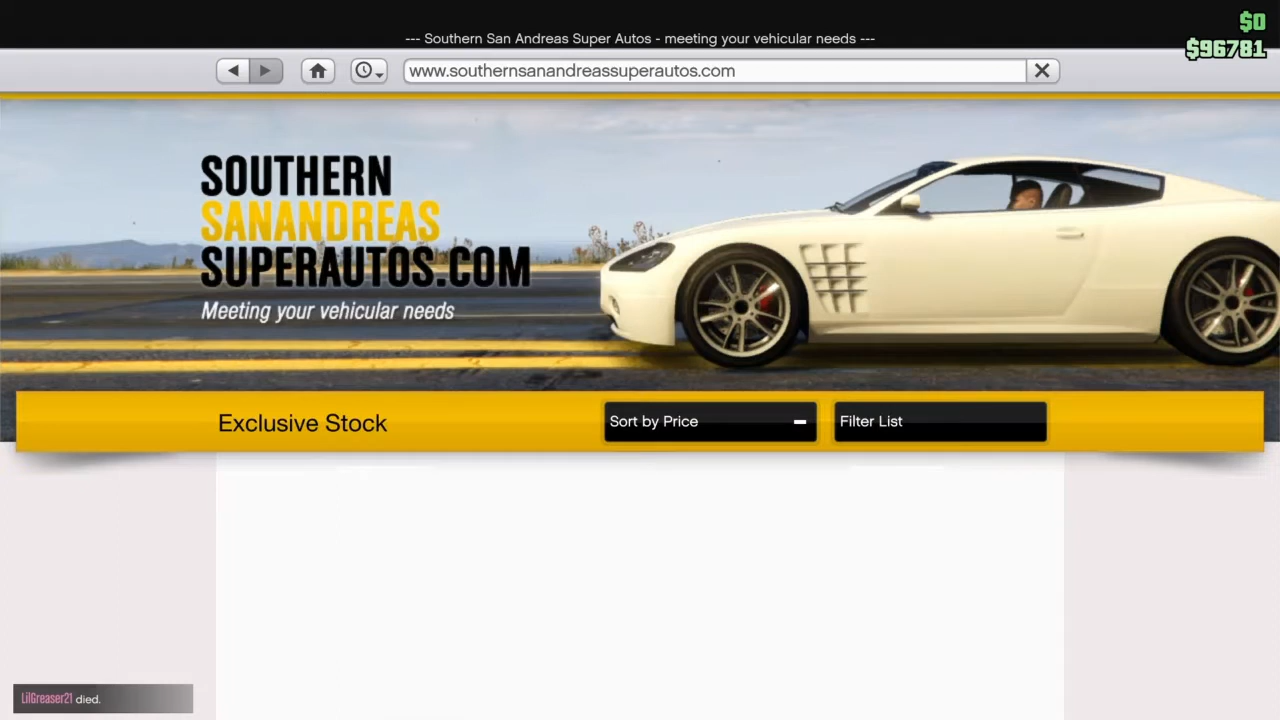 $0
--- Southern San Andreas Super Autos - meeting your vehicular needs ---
$96781
www.southernsanandreassuperautos.com
SOUTHERN
SANANDREAS
SUPERAUTOS.COM
Meeting your vehicular needs
Exclusive Stock
Sort by Price
Filter List
LilGreaser21 died.